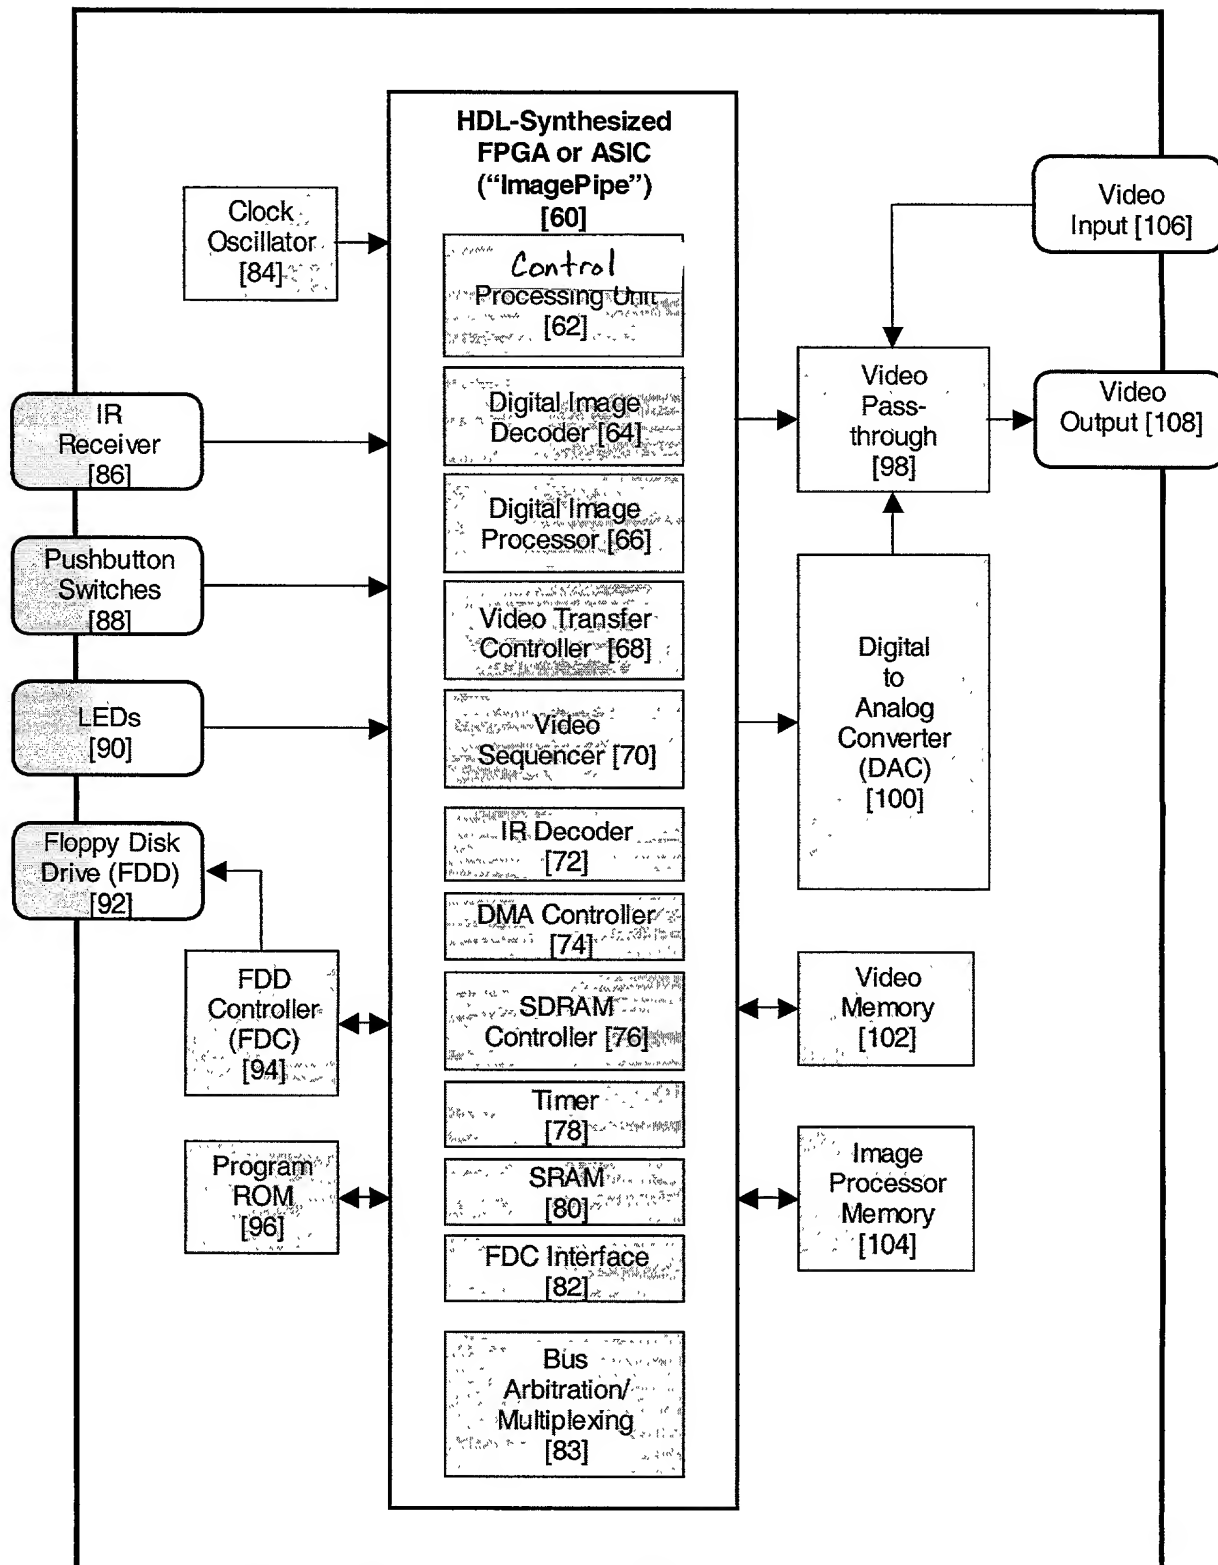 HDL-Synthesized
FPGA or ASIC
("ImagePipe")
[60]
Control
Processing Unit
[62]
Digital Image
Decoder [64]
Digital Image
Processor [66]
Video Transfer
Controller [68]
Video
Sequencer [70]
IR Decoder
[72]
DMA Controller
[74]
SDRAM
Controller [76]
Timer
[78]
SRAM
[80]
FDC Interface
[82]
Bus
Arbitration/
Multiplexing
[83]
Clock
Oscillator
[84]
IR
Receiver
[86]
Pushbutton
Switches
[88]
LEDs
[90]
Floppy Disk
Drive (FDD)
[92]
FDD
Controller
(FDC)
[94]
Program
ROM
[96]
Video
Input [106]
Video
Output [108]
Video
Pass-
through
[98]
Digital
to
Analog
Converter
(DAC)
[100]
Video
Memory
[102]
Image
Processor
Memory
[104]